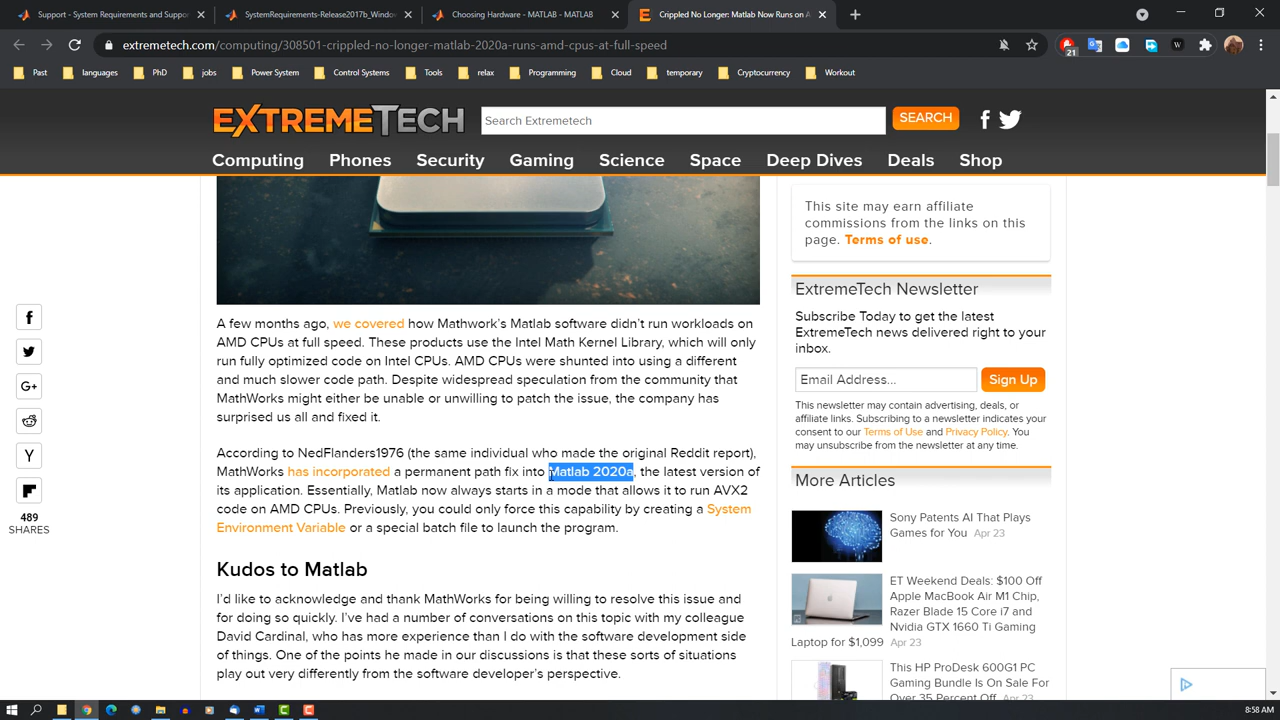 Support - System Requirements and Suppo
SystemRequirements-Release2017b_Window
Choosing Hardware - MATLAB - MATLAB
Crippled No Longer: Matlab Now Runs on A
extremetech.com/computing/308501-crippled-no-longer-matlab-2020a-runs-amd-cpus-at-full-speed
21
W
Past
languages
PhD
jobs
Power System
Control Systems
Tools
relax
Programming
Cloud
temporary
Cryptocurrency
Workout
EXTREMETECH
Search Extremetech
SEARCH
Computing
Phones
Security
Gaming
Science
Space
Deep Dives
Deals
Shop
A few months ago, we covered how Mathwork's Matlab software didn't run workloads on
AMD CPUs at full speed. These products use the Intel Math Kernel Library, which will only
run fully optimized code on Intel CPUs. AMD CPUs were shunted into using a different
and much slower code path. Despite widespread speculation from the community that
MathWorks might either be unable or unwilling to patch the issue, the company has
surprised us all and fixed it.
According to NedFlanders1976 (the same individual who made the original Reddit report),
MathWorks has incorporated a permanent path fix into Matlab 2020a, the latest version of
its application. Essentially, Matlab now always starts in a mode that allows it to run AVX2
code on AMD CPUs. Previously, you could only force this capability by creating a System
Environment Variable or a special batch file to launch the program.
Kudos to Matlab
I'd like to acknowledge and thank MathWorks for being willing to resolve this issue and
for doing so quickly. I've had a number of conversations on this topic with my colleague
David Cardinal, who has more experience than I do with the software development side
of things. One of the points he made in our discussions is that these sorts of situations
play out very differently from the software developer's perspective.
G+
Y
489
SHARES
This site may earn affiliate
commissions from the links on this
page. Terms of use.
ExtremeTech Newsletter
Subscribe Today to get the latest
ExtremeTech news delivered right to your
inbox.
Email Address...
Sign Up
This newsletter may contain advertising, deals, or
affiliate links. Subscribing to a newsletter indicates your
consent to our Terms of Use and Privacy Policy. You
may unsubscribe from the newsletter at any time.
More Articles
Sony Patents AI That Plays
Games for You Apr 23
ET Weekend Deals: $100 Off
Apple MacBook Air M1 Chip,
Razer Blade 15 Core i7 and
Nvidia GTX 1660 Ti Gaming
Laptop for $1,099 Apr 23
This HP ProDesk 600G1 PC
Gaming Bundle Is On Sale For
Over 35 Percent Off Apr 23
8:58 AM